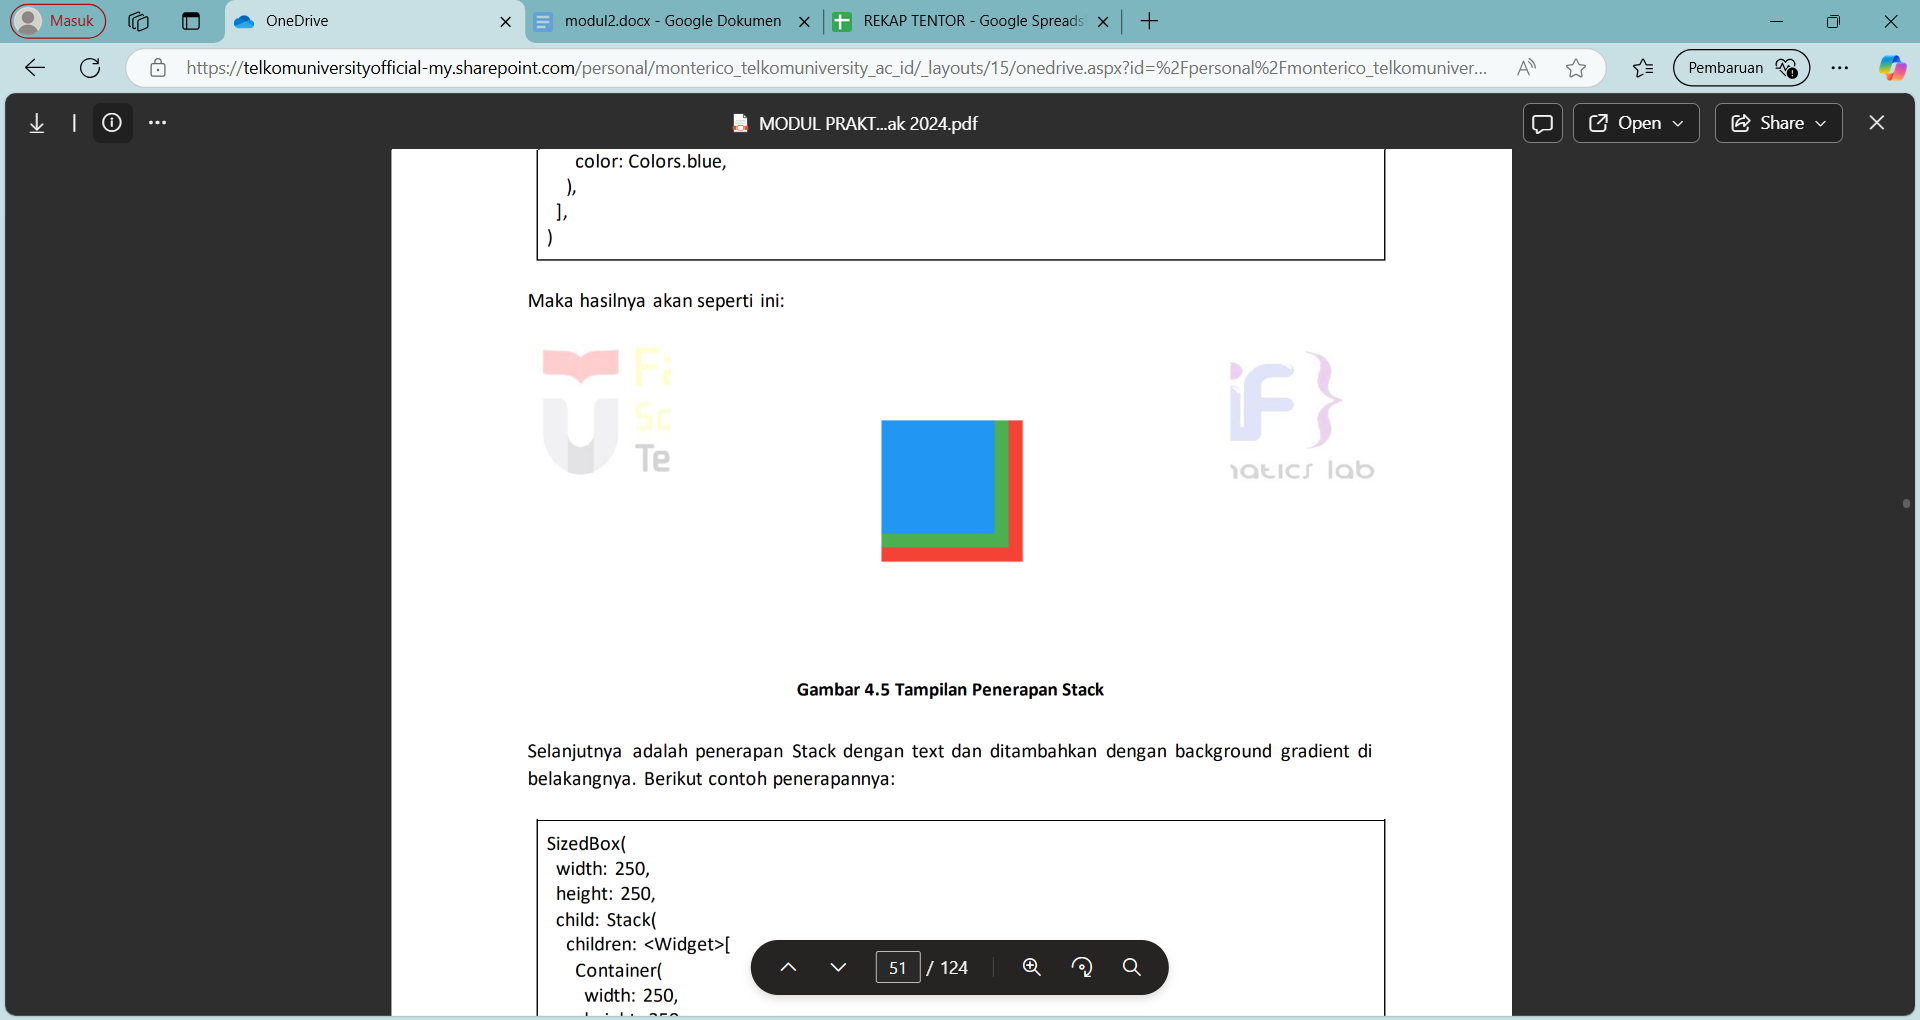 Masuk
OneDrive
modul2.docx - Google Dokumen
REKAP TENTOR - Google Spreads
https://telkomuniversityofficial-my.sharepoint.com/personal/monterico_telkomuniversity_ac_id/_layouts/15/onedrive.aspx?id=%2Fpersonal%2Fmonterico_telkomuniver...
Pembaruan
MODUL PRAKT...ak 2024.pdf
Open
Share
color: Colors.blue,
),
],
)
Maka hasilnya akan seperti ini:
Fa
Sc
Te
iF}
natics lab
Gambar 4.5 Tampilan Penerapan Stack
Selanjutnya adalah penerapan Stack dengan text dan ditambahkan dengan background gradient di
belakangnya. Berikut contoh penerapannya:
SizedBox(
width: 250,
height: 250,
child: Stack(
children: <Widget>[
Container(
width: 250,
51 / 124